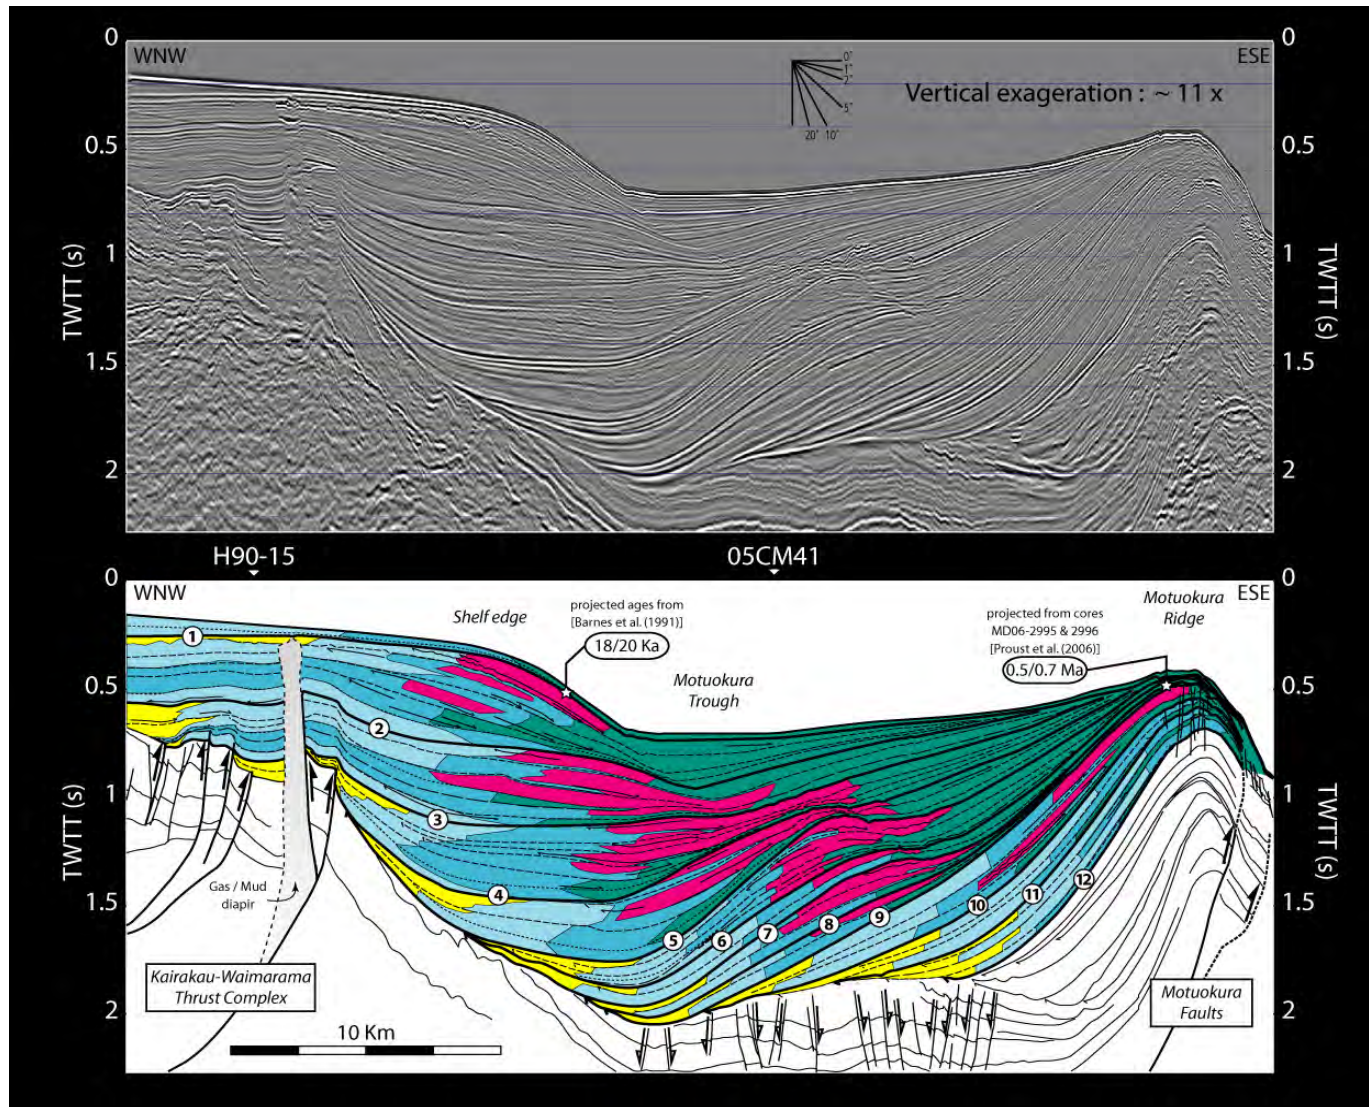 0
WNW
ESE
0
0°
1°
2°
5°
20° 10°
Vertical exageration : ~ 11 x
0.5
0.5
1
1
1.5
1.5
2
2
TWTT (s)
TWTT (s)
H90-15
05CM41
0
WNW
ESE
0
Shelf edge
projected ages from
[Barnes et al. (1991)]
18/20 Ka
Motuokura
Trough
projected from cores
MD06-2995 & 2996
[Proust et al. (2006)]
0.5/0.7 Ma
Motuokura
Ridge
0.5
0.5
1
1
1.5
1.5
2
2
TWTT (s)
TWTT (s)
1
2
3
4
5
6
7
8
9
10
11
12
Gas / Mud
diapir
Kairakau-Waimarama
Thrust Complex
10 Km
Motuokura
Faults